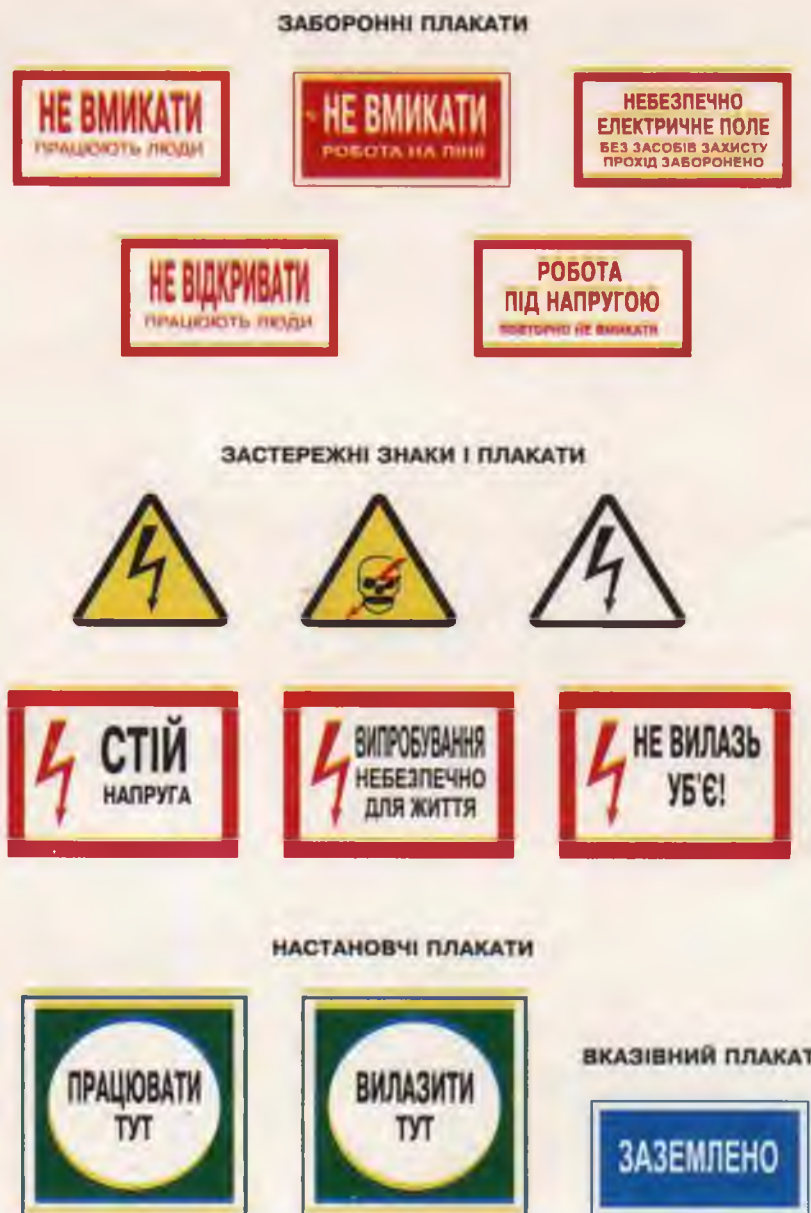 ЗАБОРОННІ ПЛАКАТИ
НЕ ВМИКАТИ
ПРАЦЮЮТЬ ЛЮДИ
НЕ ВМИКАТИ
РОБОТА НА ЛІНІЇ
НЕБЕЗПЕЧНО
ЕЛЕКТРИЧНЕ ПОЛЕ
БЕЗ ЗАСОБІВ ЗАХИСТУ
ПРОХІД ЗАБОРОНЕНО
НЕ ВІДКРИВАТИ
ПРАЦЮЮТЬ ЛЮДИ
РОБОТА
ПІД НАПРУГОЮ
ПОВТОРНО НЕ ВМИКАТИ
ЗАСТЕРЕЖНІ ЗНАКИ І ПЛАКАТИ
СТІЙ
НАПРУГА
ВИПРОБУВАННЯ
НЕБЕЗПЕЧНО
ДЛЯ ЖИТТЯ
НЕ ВИЛАЗЬ
УБ'Є!
НАСТАНОВЧІ ПЛАКАТИ
ПРАЦЮВАТИ
ТУТ
ВИЛАЗИТИ
ТУТ
ВКАЗІВНИЙ ПЛАКАТ
ЗАЗЕМЛЕНО